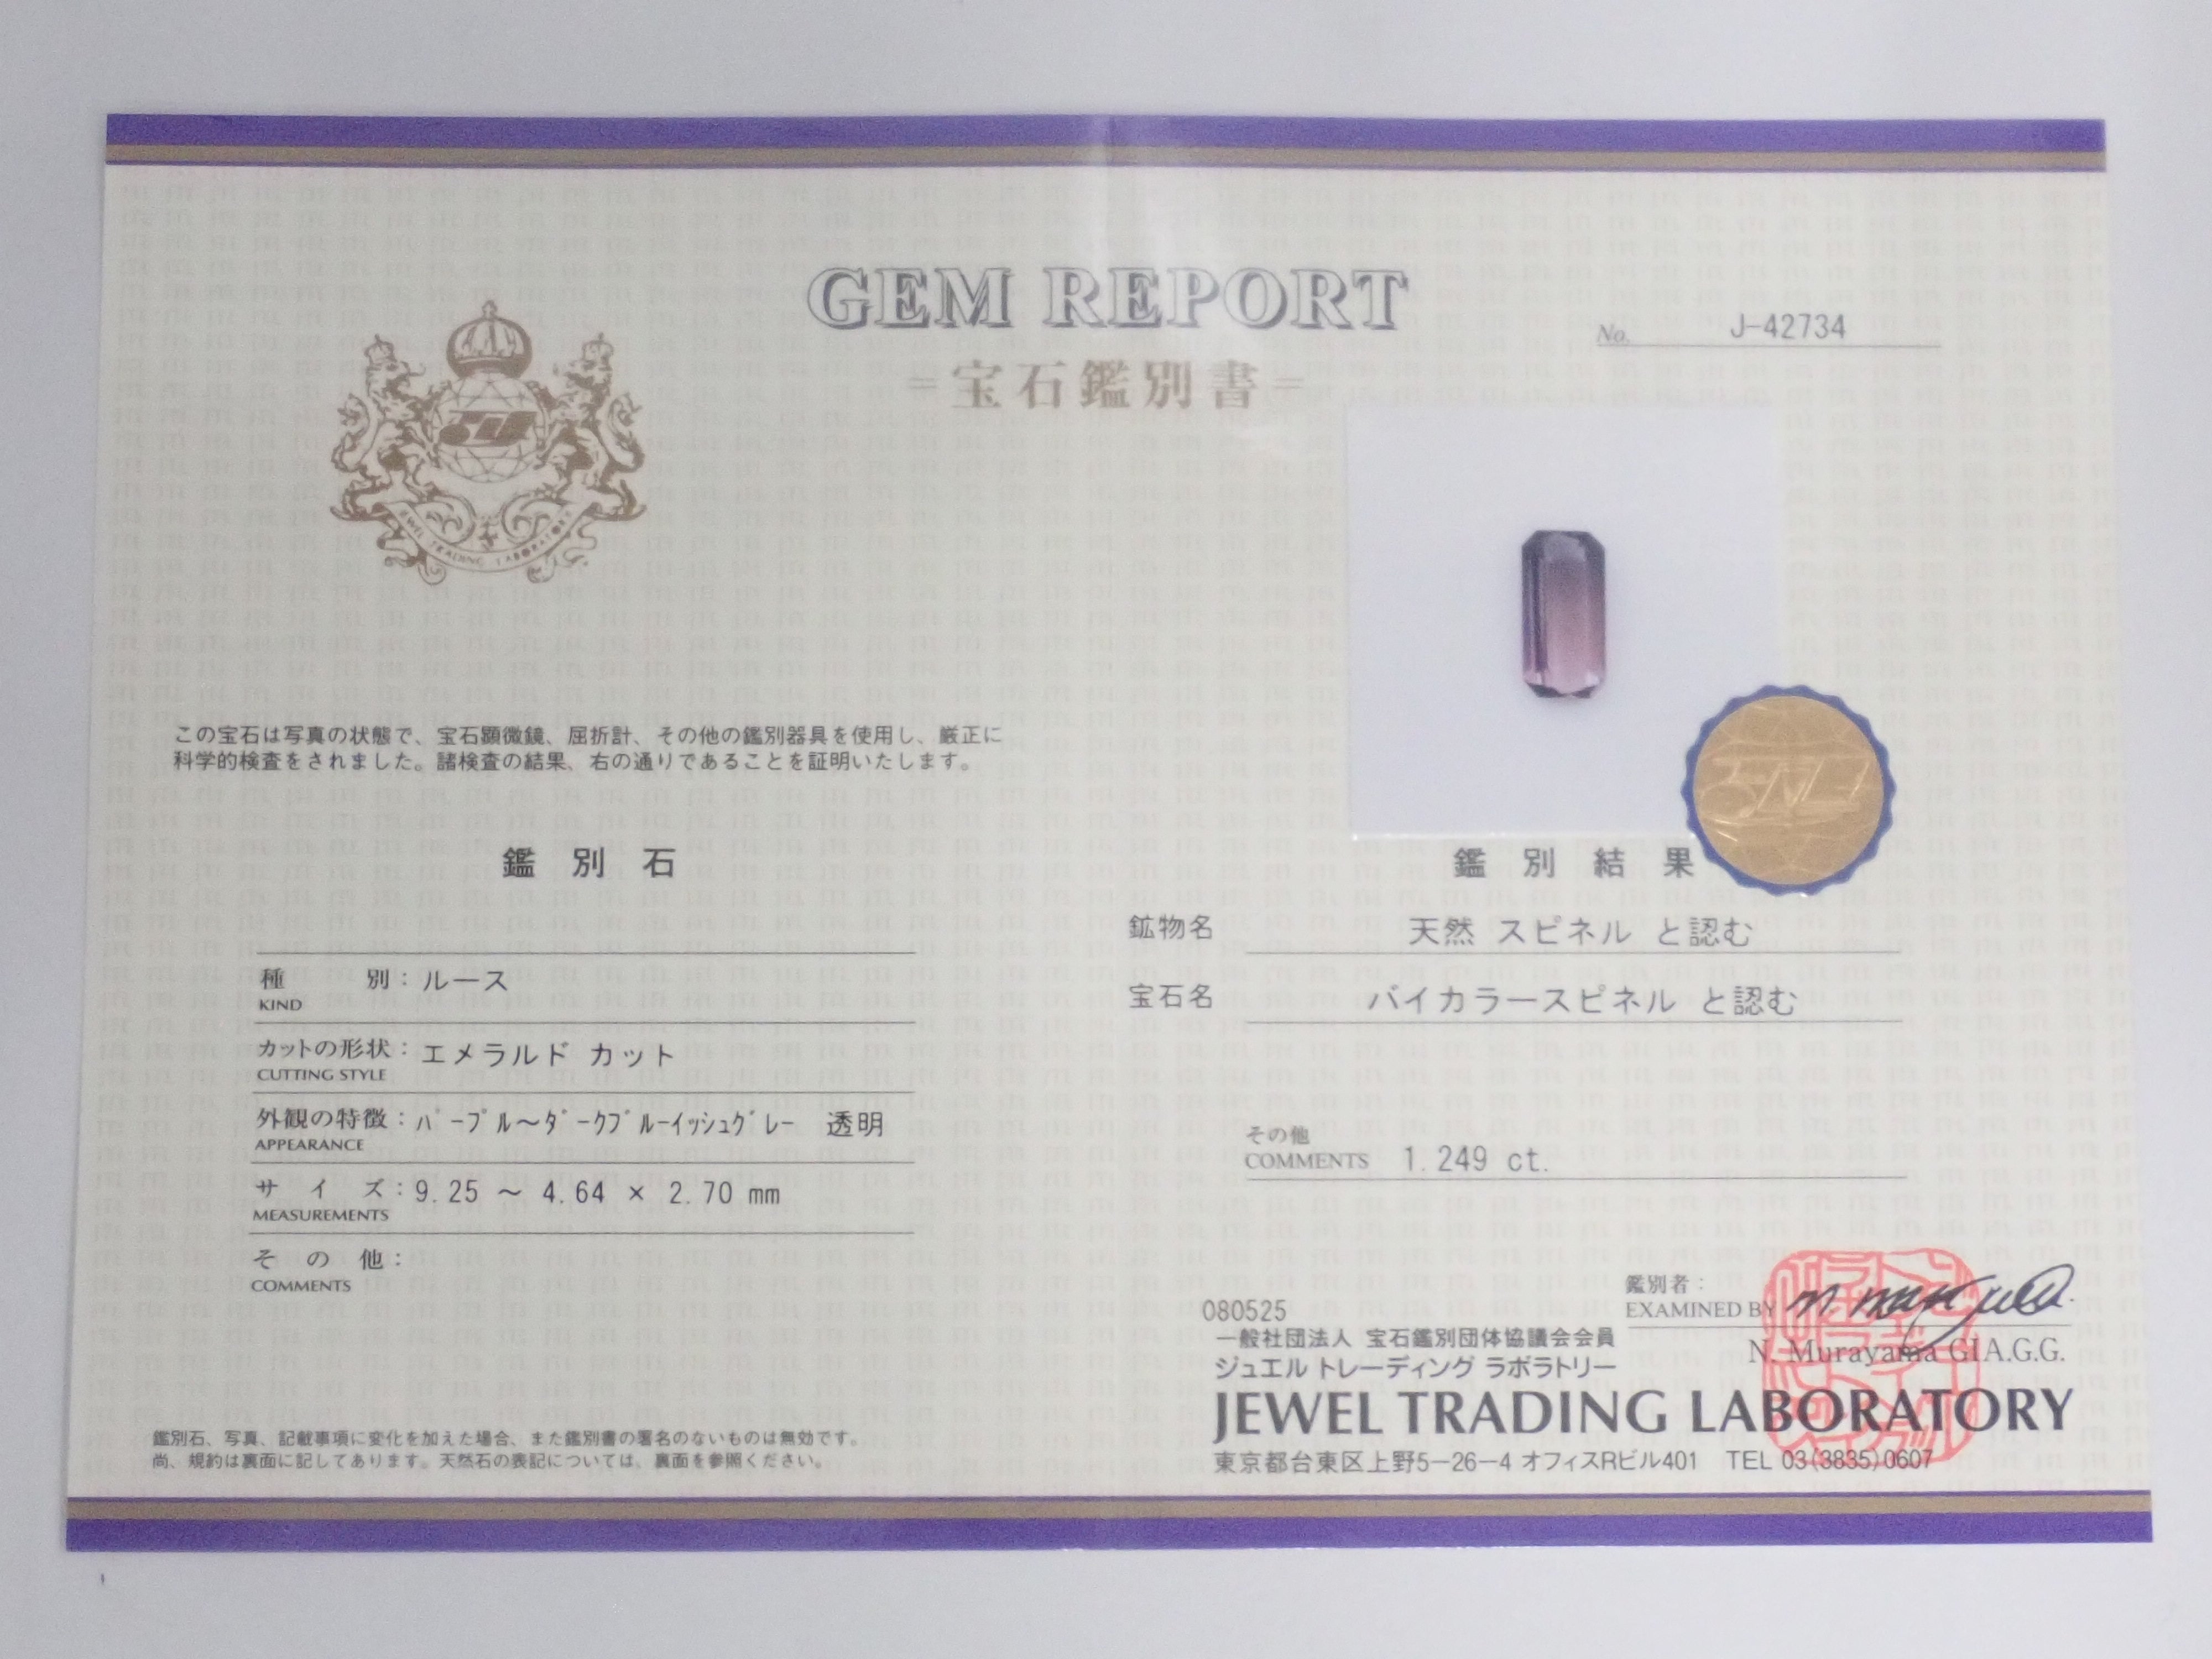 GEM REPORT
=宝石鑑別書=
No. J-42734
JEWEL TRADING LABORATORY
この宝石は写真の状態で、宝石顕微鏡、屈折計、その他の鑑別器具を使用し、厳正に
科学的検査をされました。諸検査の結果、右の通りであることを証明いたします。
鑑別石
種別:ルース
KIND
カットの形状:エメラルド カット
CUTTING STYLE
外観の特徴:パープル〜ダークブルーイッシュグレー 透明
APPEARANCE
サイズ:9.25 〜 4.64 × 2.70 mm
MEASUREMENTS
その他:
COMMENTS
鑑別石、写真、記載事項に変化を加えた場合、また鑑別書の署名のないものは無効です。
尚、規約は裏面に記してあります。天然石の表記については、裏面を参照ください。
鑑別結果
鉱物名 天然 スピネル と認む
宝石名 バイカラースピネル と認む
その他
COMMENTS 1.249 ct.
鑑別者:
EXAMINED BY
N. Murayama GIA.G.G.
080525
一般社団法人 宝石鑑別団体協議会会員
ジュエル トレーディング ラボラトリー
JEWEL TRADING LABORATORY
東京都台東区上野5−26−4 オフィスRビル401 TEL 03(3835)0607